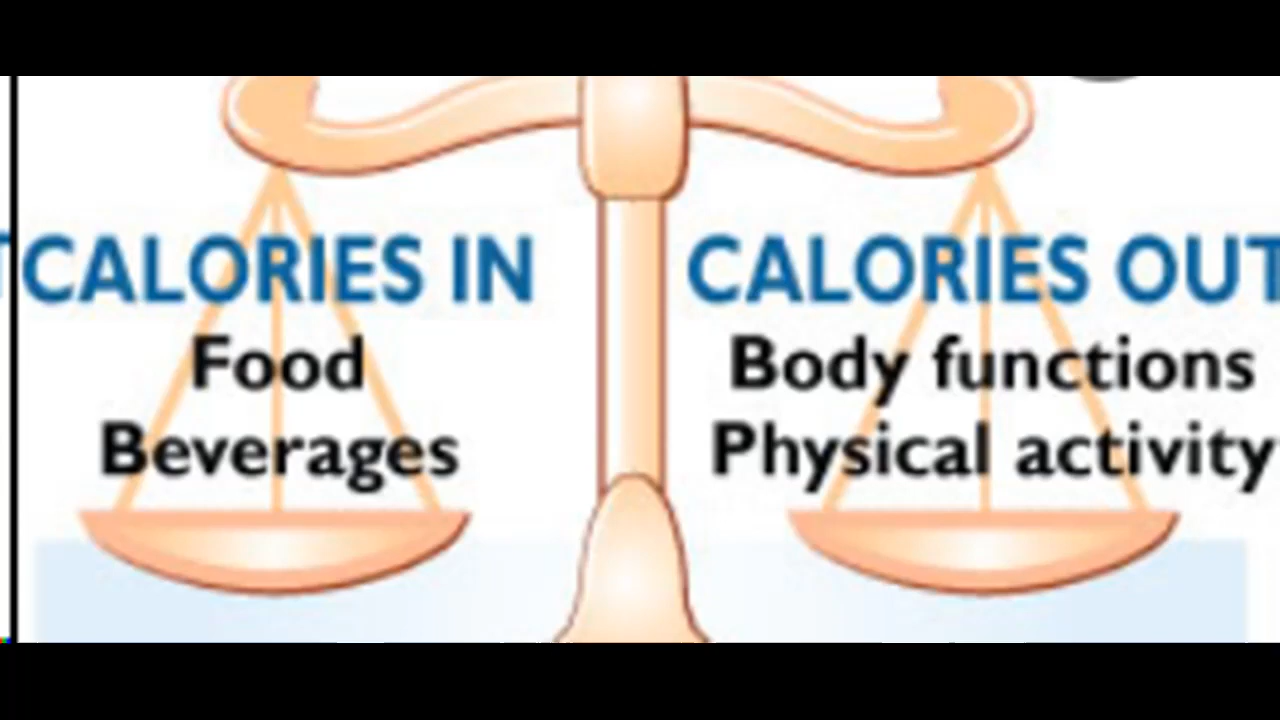 CALORIES IN
Food
Beverages
CALORIES OUT
Body functions
Physical activity